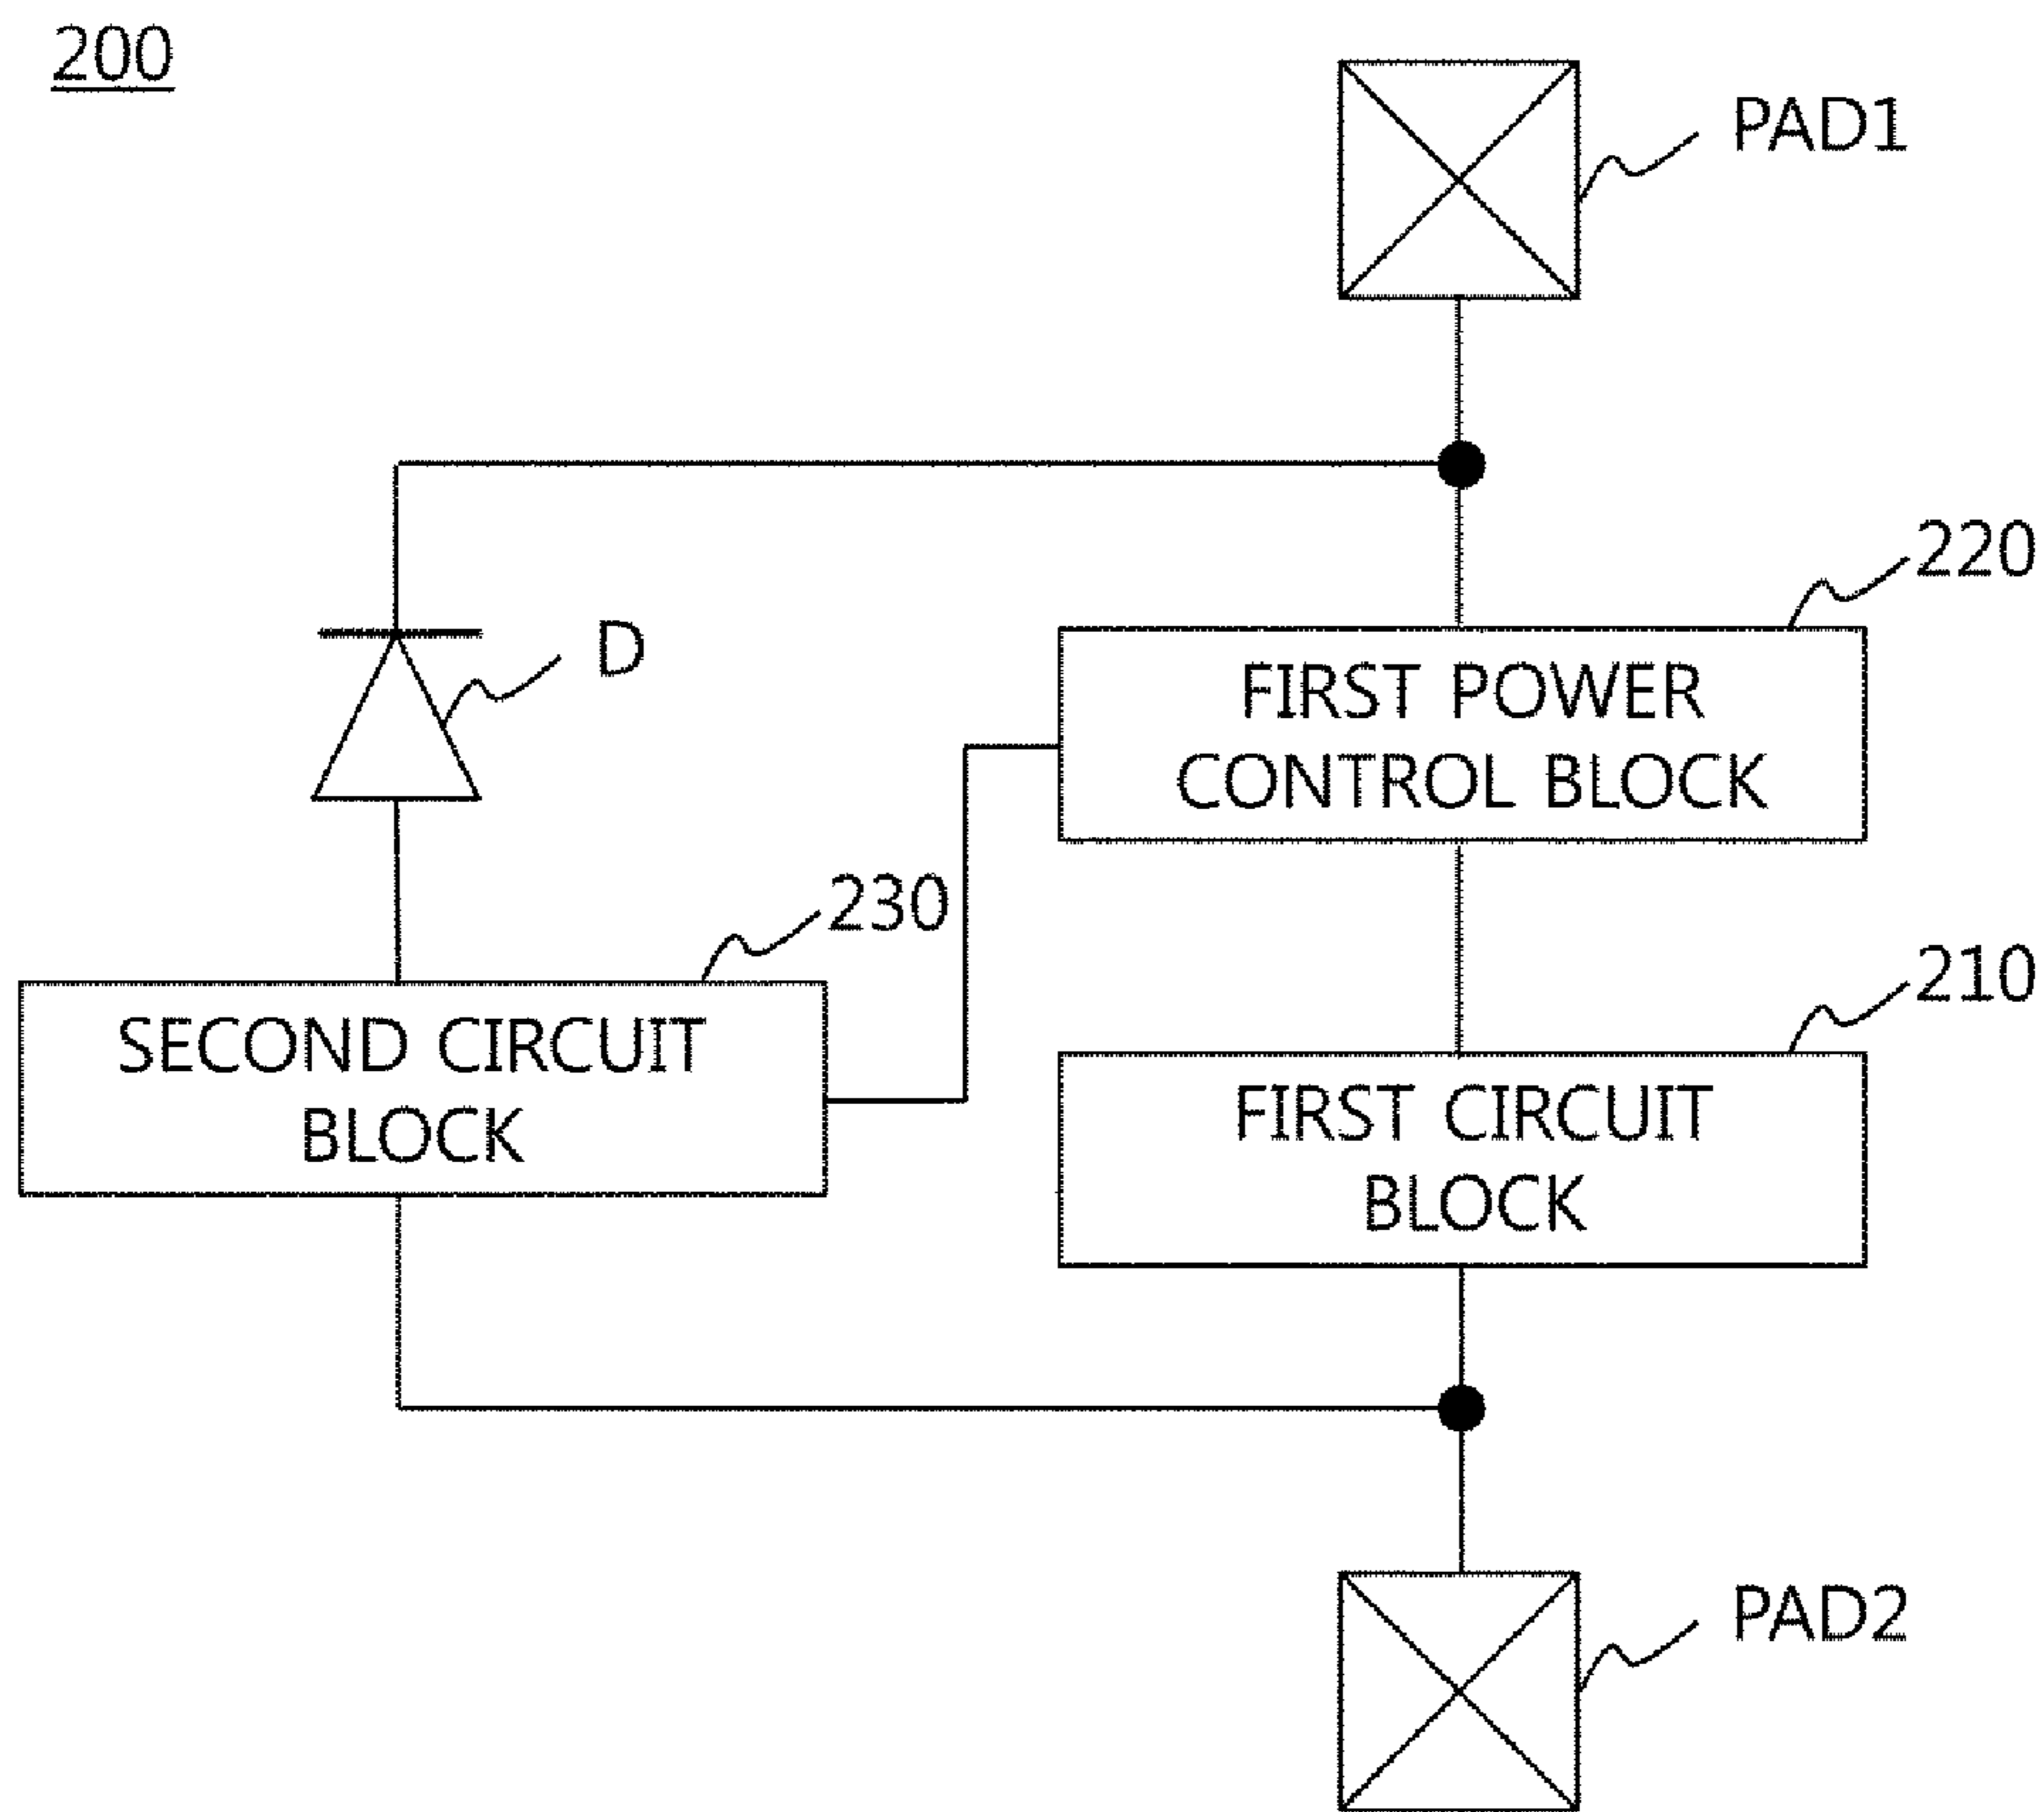 200
PAD1
220
FIRST POWER
CONTROL BLOCK
D
230
SECOND CIRCUIT
BLOCK
210
FIRST CIRCUIT
BLOCK
PAD2